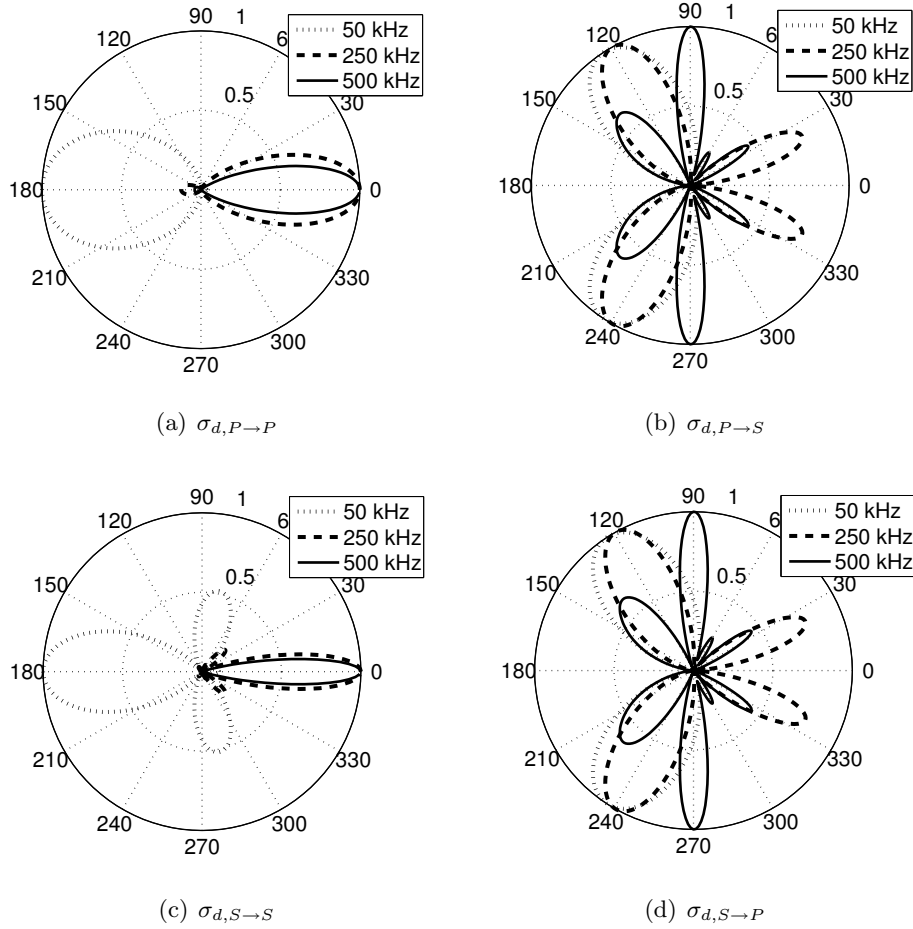 90 1
120 6
50 kHz
250 kHz
500 kHz
150 0.5 30
180 0
210 330
240 300
270
(a) σd,P→P
90 1
120 6
50 kHz
250 kHz
500 kHz
150 0.5 30
180 0
210 330
240 300
270
(b) σd,P→S
90 1
120 6
50 kHz
250 kHz
500 kHz
150 0.5 30
180 0
210 330
240 300
270
(c) σd,S→S
90 1
120 6
50 kHz
250 kHz
500 kHz
150 0.5 30
180 0
210 330
240 300
270
(d) σd,S→P